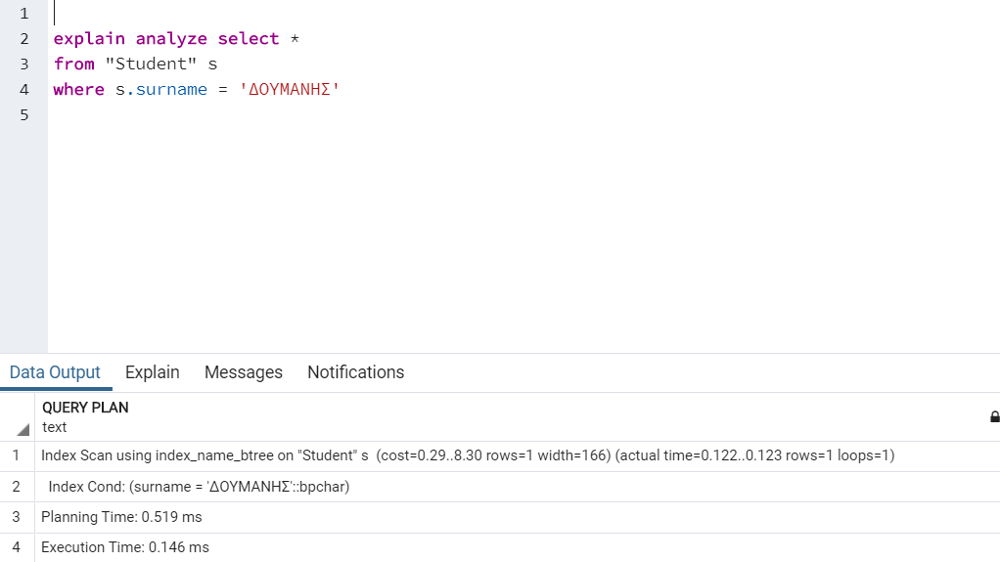 1
2 explain analyze select *
3 from "Student" s
4 where s.surname = 'ΔΟΥΜΑΝΗΣ'
5
Data Output Explain Messages Notifications
QUERY PLAN
text
1 Index Scan using index_name_btree on "Student" s (cost=0.29..8.30 rows=1 width=166) (actual time=0.122..0.123 rows=1 loops=1)
2 Index Cond: (surname = 'ΔΟΥΜΑΝΗΣ'::bpchar)
3 Planning Time: 0.519 ms
4 Execution Time: 0.146 ms